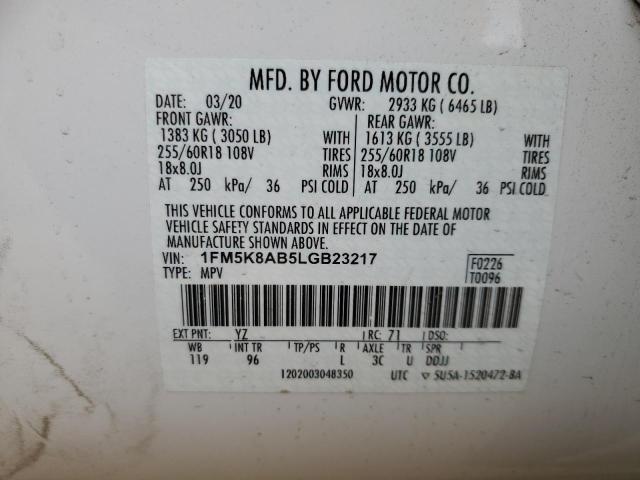 MFD. BY FORD MOTOR CO.
DATE: 03/20 GVWR: 2933 KG ( 6465 LB)
FRONT GAWR: REAR GAWR:
1383 KG ( 3050 LB) WITH 1613 KG ( 3555 LB) WITH
255/60R18 108V TIRES 255/60R18 108V TIRES
18x8.0J RIMS 18x8.0J RIMS
AT 250 kPa/ 36 PSI COLD AT 250 kPa/ 36 PSI COLD
THIS VEHICLE CONFORMS TO ALL APPLICABLE FEDERAL MOTOR
VEHICLE SAFETY STANDARDS IN EFFECT ON THE DATE OF
MANUFACTURE SHOWN ABOVE.
VIN: 1FM5K8AB5LGB23217 F0226
TYPE: MPV T0096
EXT PNT: YZ RC: 71 DSO:
WB INT TR TP/PS R AXLE TR SPR
119 96 L 3C U DDJJ
1202003048350 UTC ▽ 5U5A-1520472-BA